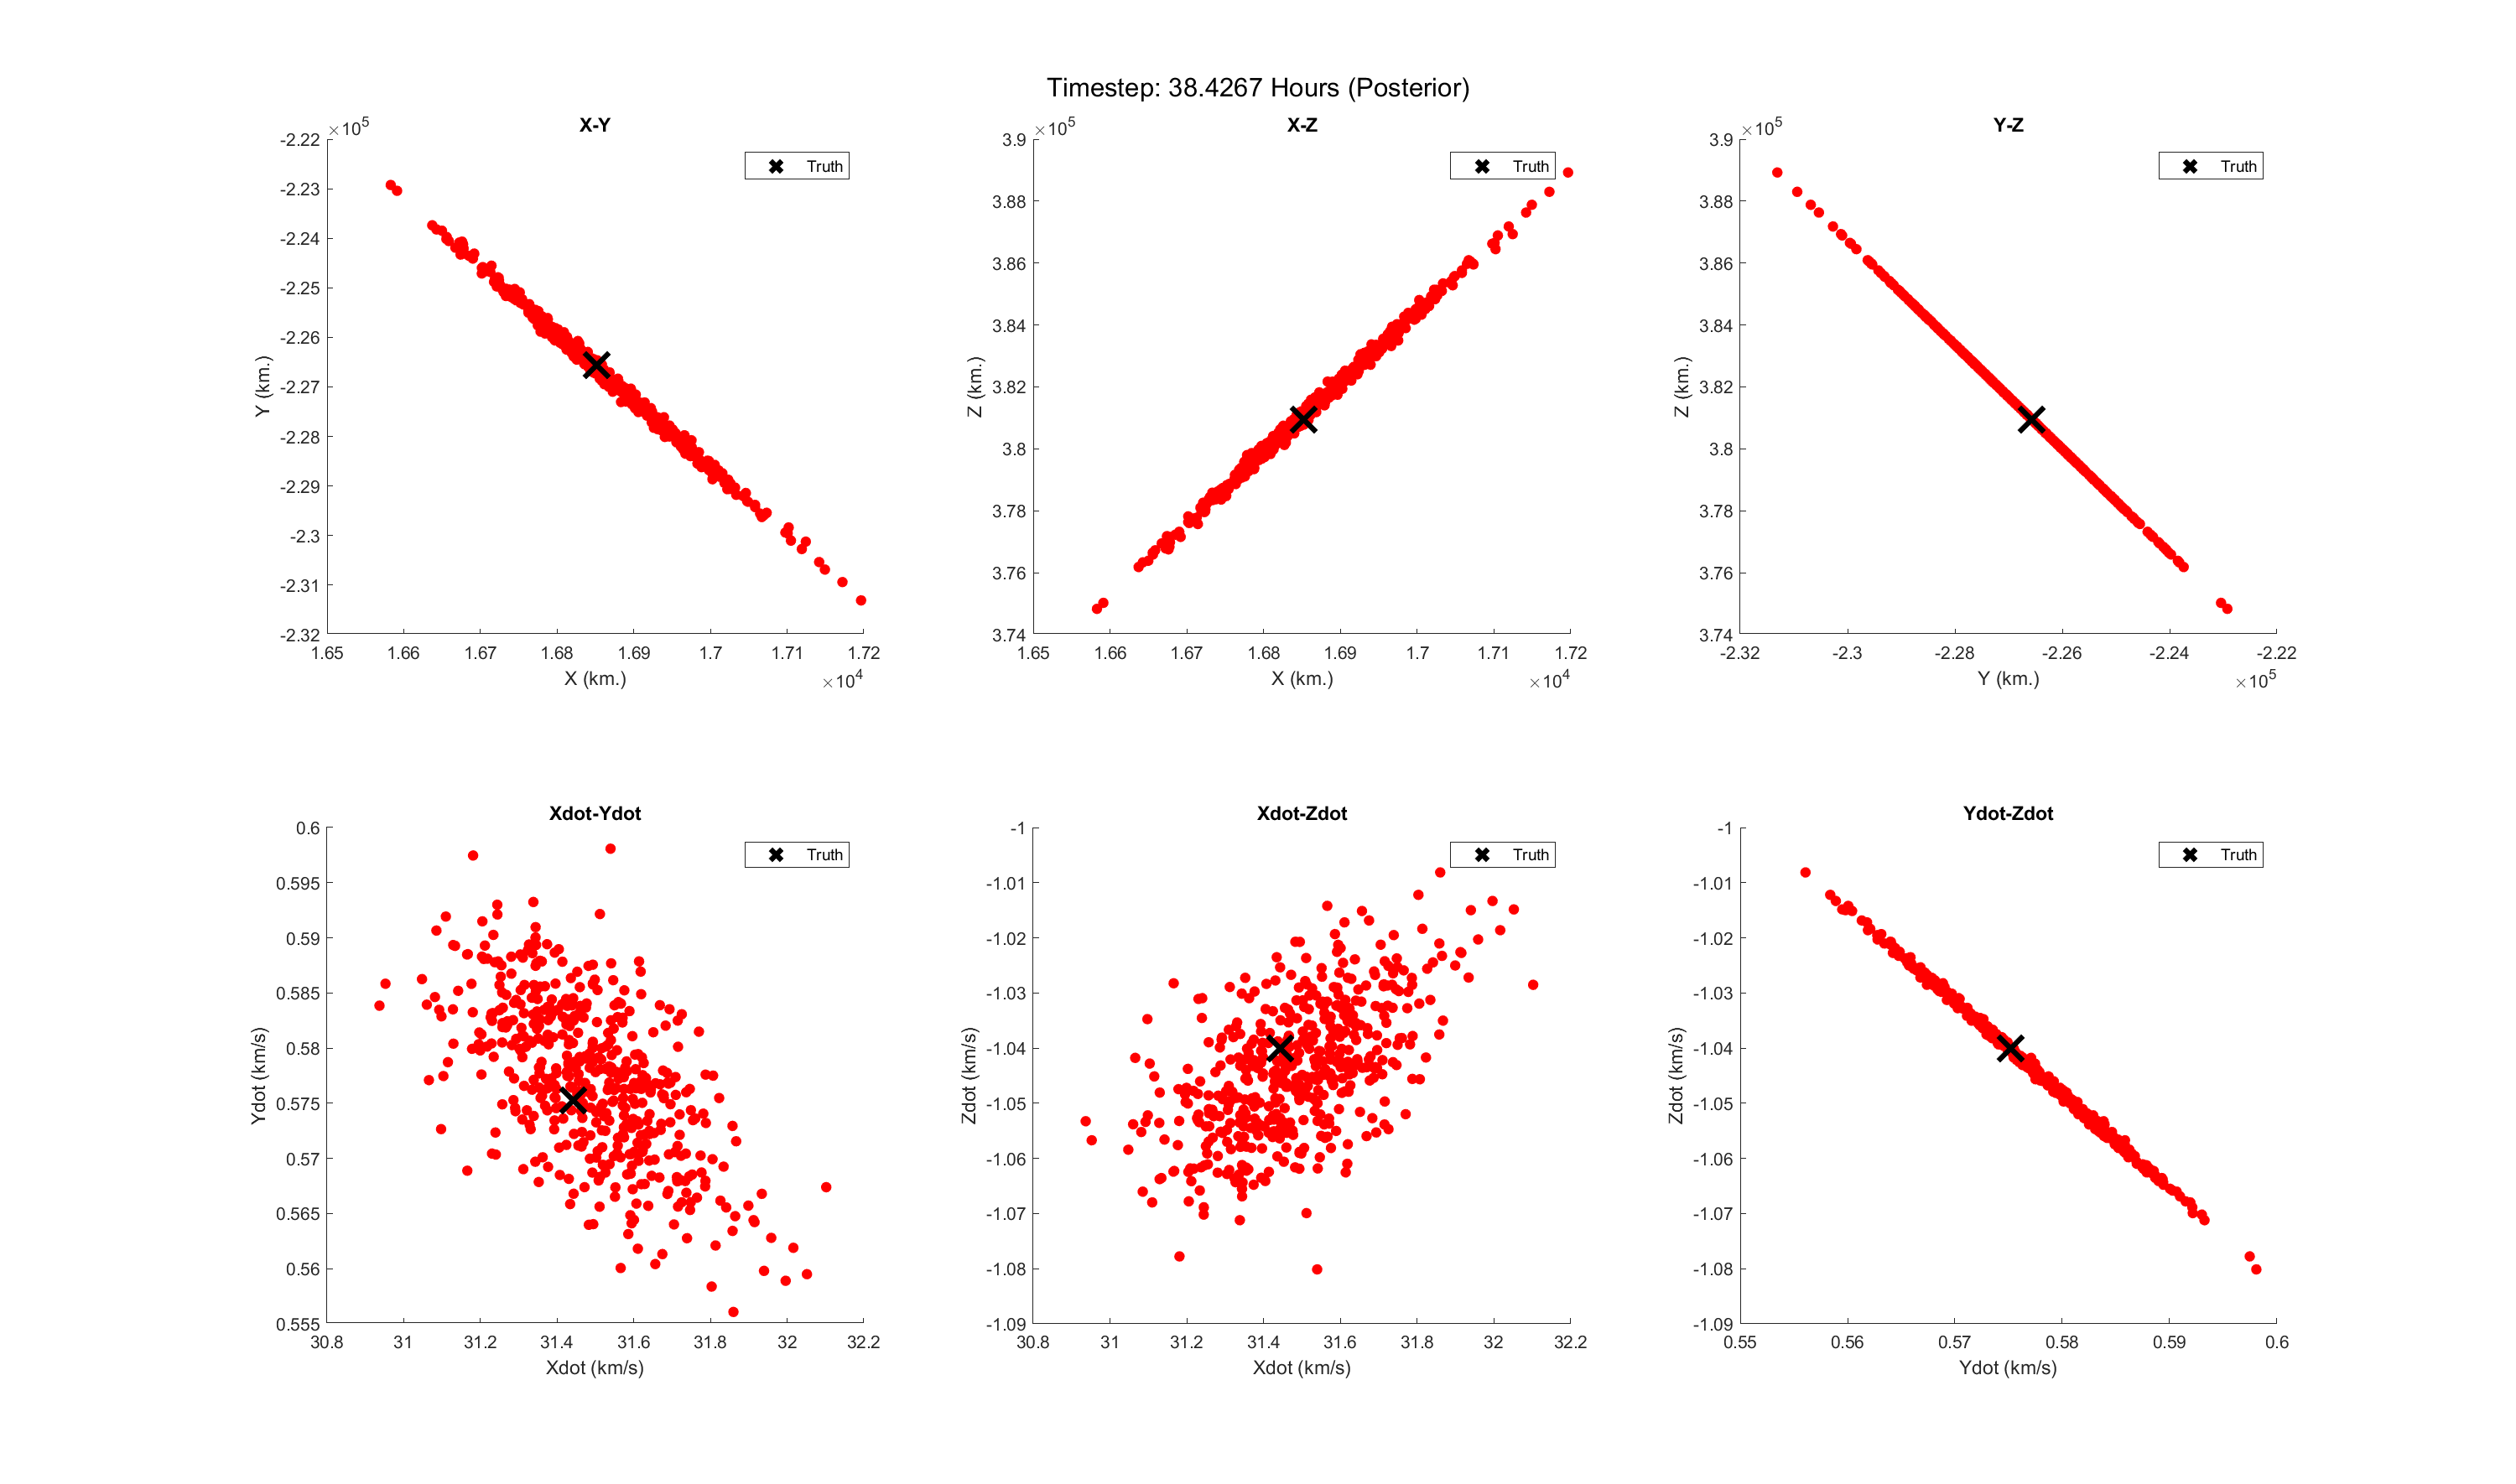 Timestep: 38.4267 Hours (Posterior)
X-Y
×10^5
-2.22
-2.23
-2.24
-2.25
-2.26
-2.27
-2.28
-2.29
-2.3
-2.31
-2.32
Y (km.)
Truth
1.65 1.66 1.67 1.68 1.69 1.7 1.71 1.72
X (km.)
×10^4
X-Z
×10^5
3.9
3.88
3.86
3.84
3.82
3.8
3.78
3.76
3.74
Z (km.)
Truth
1.65 1.66 1.67 1.68 1.69 1.7 1.71 1.72
X (km.)
×10^4
Y-Z
×10^5
3.9
3.88
3.86
3.84
3.82
3.8
3.78
3.76
3.74
Z (km.)
Truth
-2.32 -2.3 -2.28 -2.26 -2.24 -2.22
Y (km.)
×10^5
Xdot-Ydot
0.6
0.595
0.59
0.585
0.58
0.575
0.57
0.565
0.56
0.555
Ydot (km/s)
Truth
30.8 31 31.2 31.4 31.6 31.8 32 32.2
Xdot (km/s)
Xdot-Zdot
-1
-1.01
-1.02
-1.03
-1.04
-1.05
-1.06
-1.07
-1.08
-1.09
Zdot (km/s)
Truth
30.8 31 31.2 31.4 31.6 31.8 32 32.2
Xdot (km/s)
Ydot-Zdot
-1
-1.01
-1.02
-1.03
-1.04
-1.05
-1.06
-1.07
-1.08
-1.09
Zdot (km/s)
Truth
0.55 0.56 0.57 0.58 0.59 0.6
Ydot (km/s)